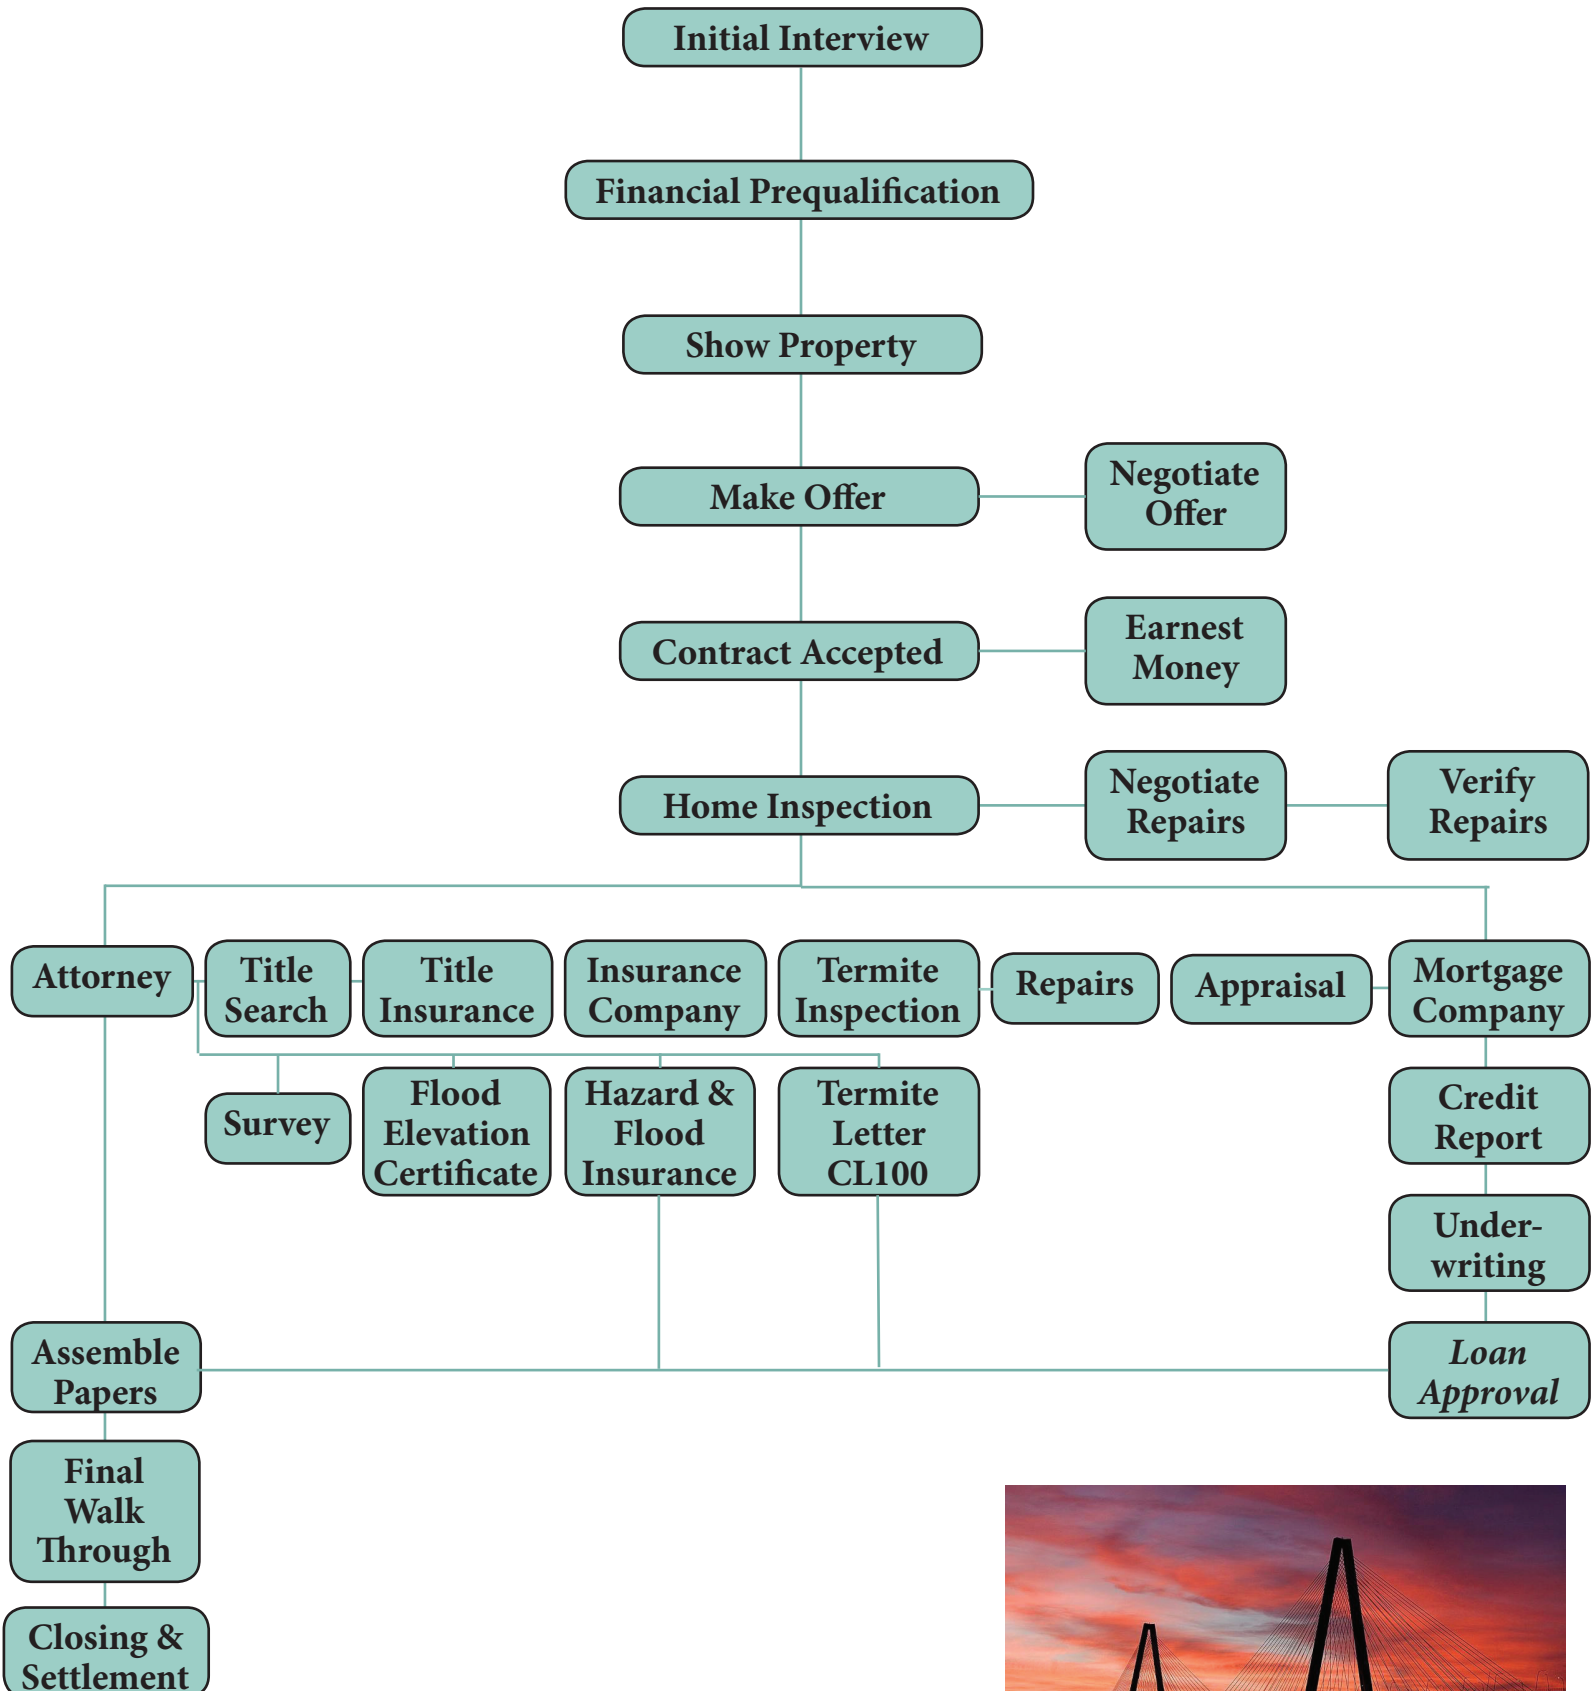 Initial Interview
Financial Prequalification
Show Property
Make Offer
Negotiate
Offer
Contract Accepted
Earnest
Money
Home Inspection
Negotiate
Repairs
Verify
Repairs
Attorney
Title
Search
Title
Insurance
Insurance
Company
Termite
Inspection
Repairs
Appraisal
Mortgage
Company
Survey
Flood
Elevation
Certificate
Hazard &
Flood
Insurance
Termite
Letter
CL100
Credit
Report
Under-
writing
Assemble
Papers
Loan
Approval
Final
Walk
Through
Closing &
Settlement